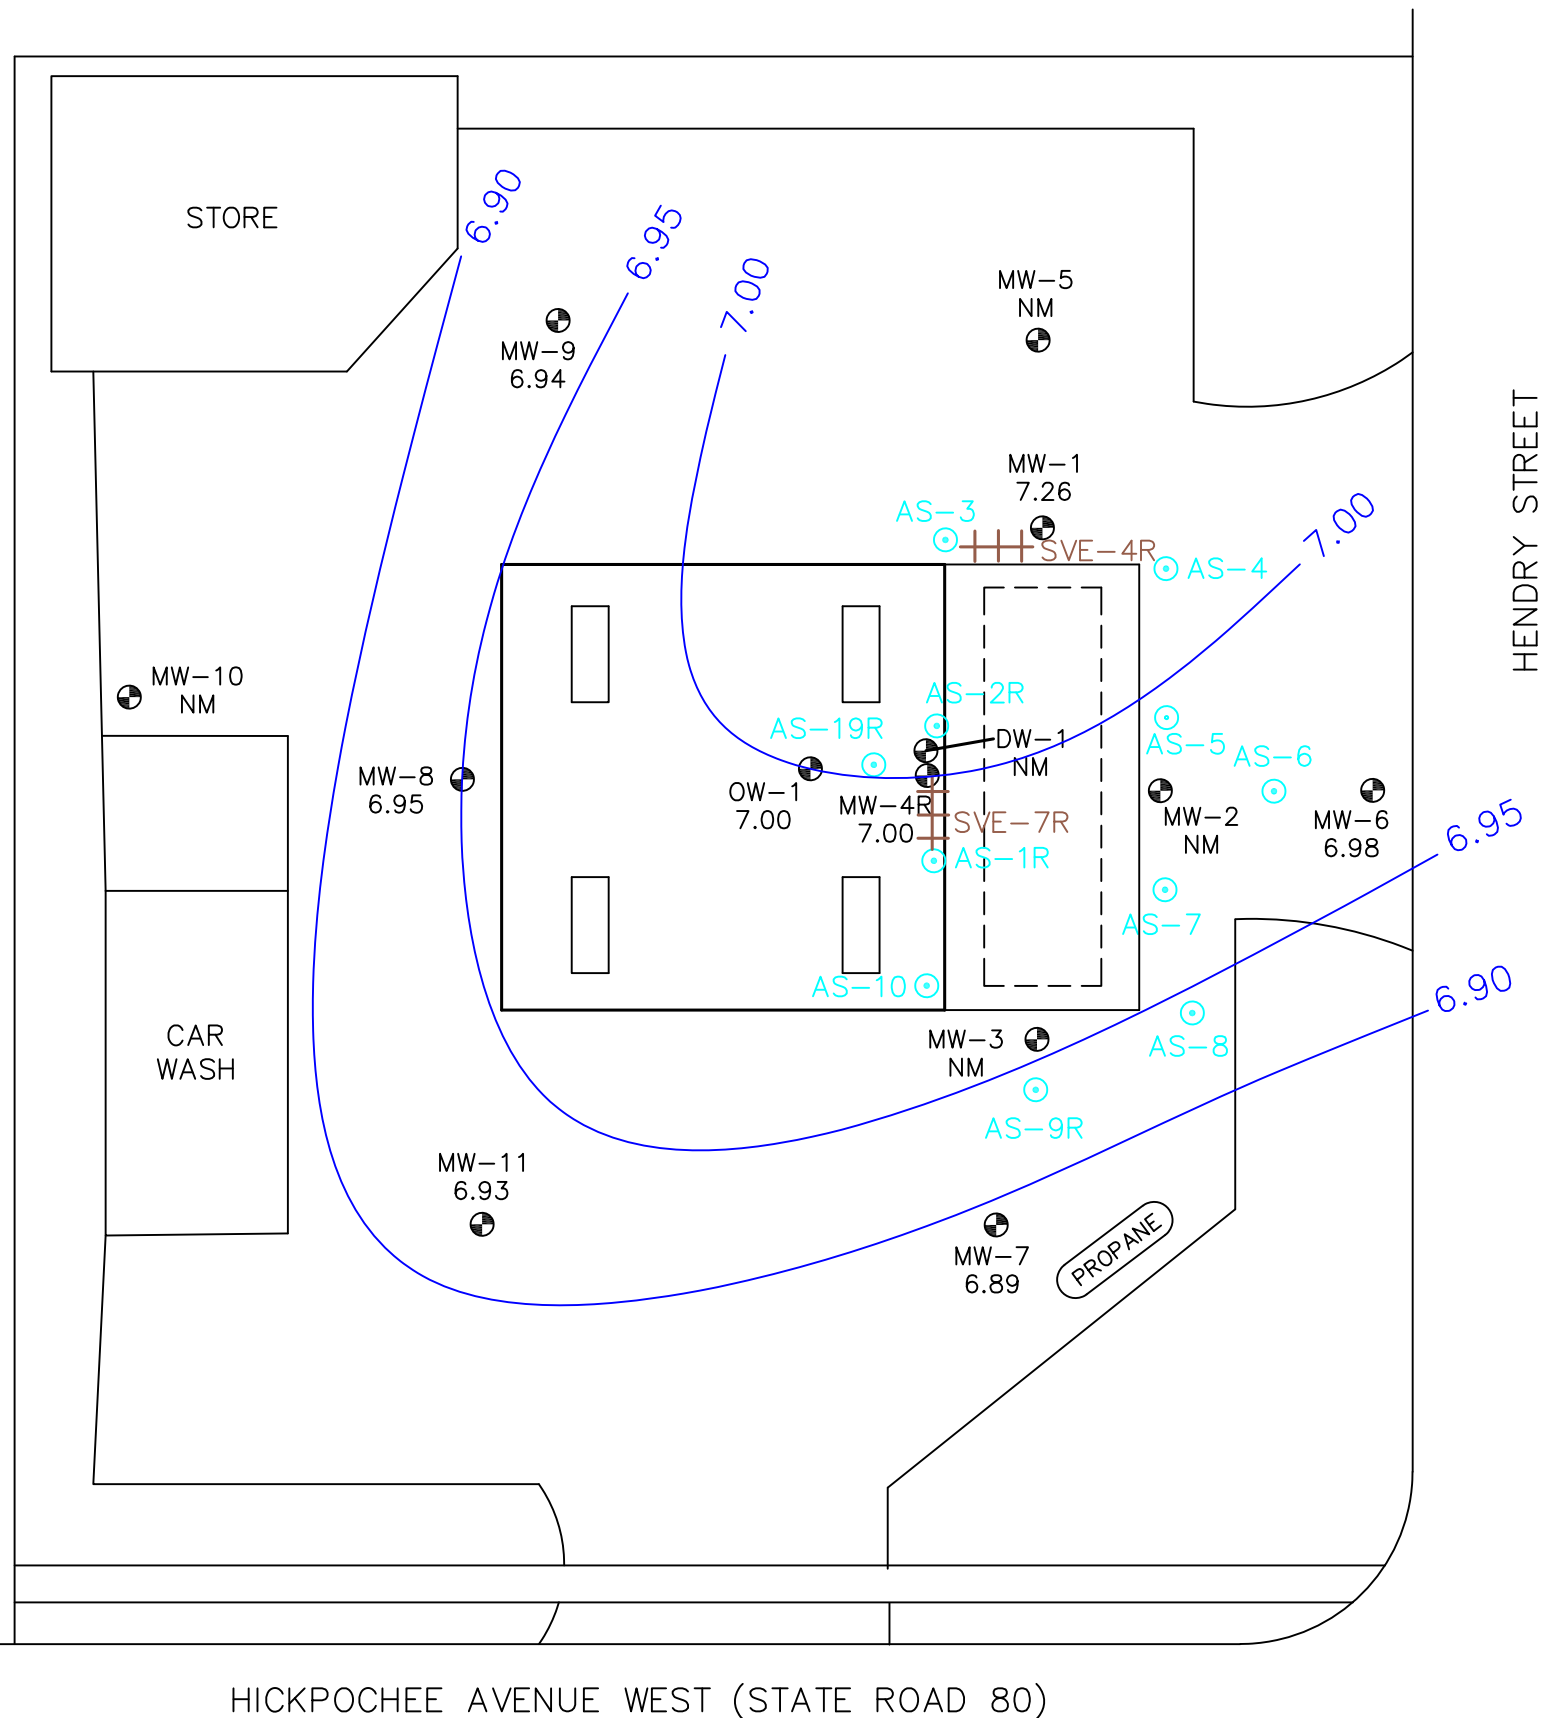 STORE
6.90
6.95
7.00
MW-5
NM
MW-9
6.94
HENDRY STREET
MW-1
7.26
AS-3
SVE-4R
7.00
AS-4
MW-10
NM
AS-2R
AS-19R
DW-1
NM
AS-5
AS-6
MW-8
6.95
OW-1
7.00
MW-4R
7.00
SVE-7R
MW-2
NM
MW-6
6.98
6.95
AS-1R
AS-7
AS-10
6.90
CAR
WASH
MW-3
NM
AS-8
AS-9R
MW-11
6.93
MW-7
6.89
PROPANE
HICKPOCHEE AVENUE WEST (STATE ROAD 80)